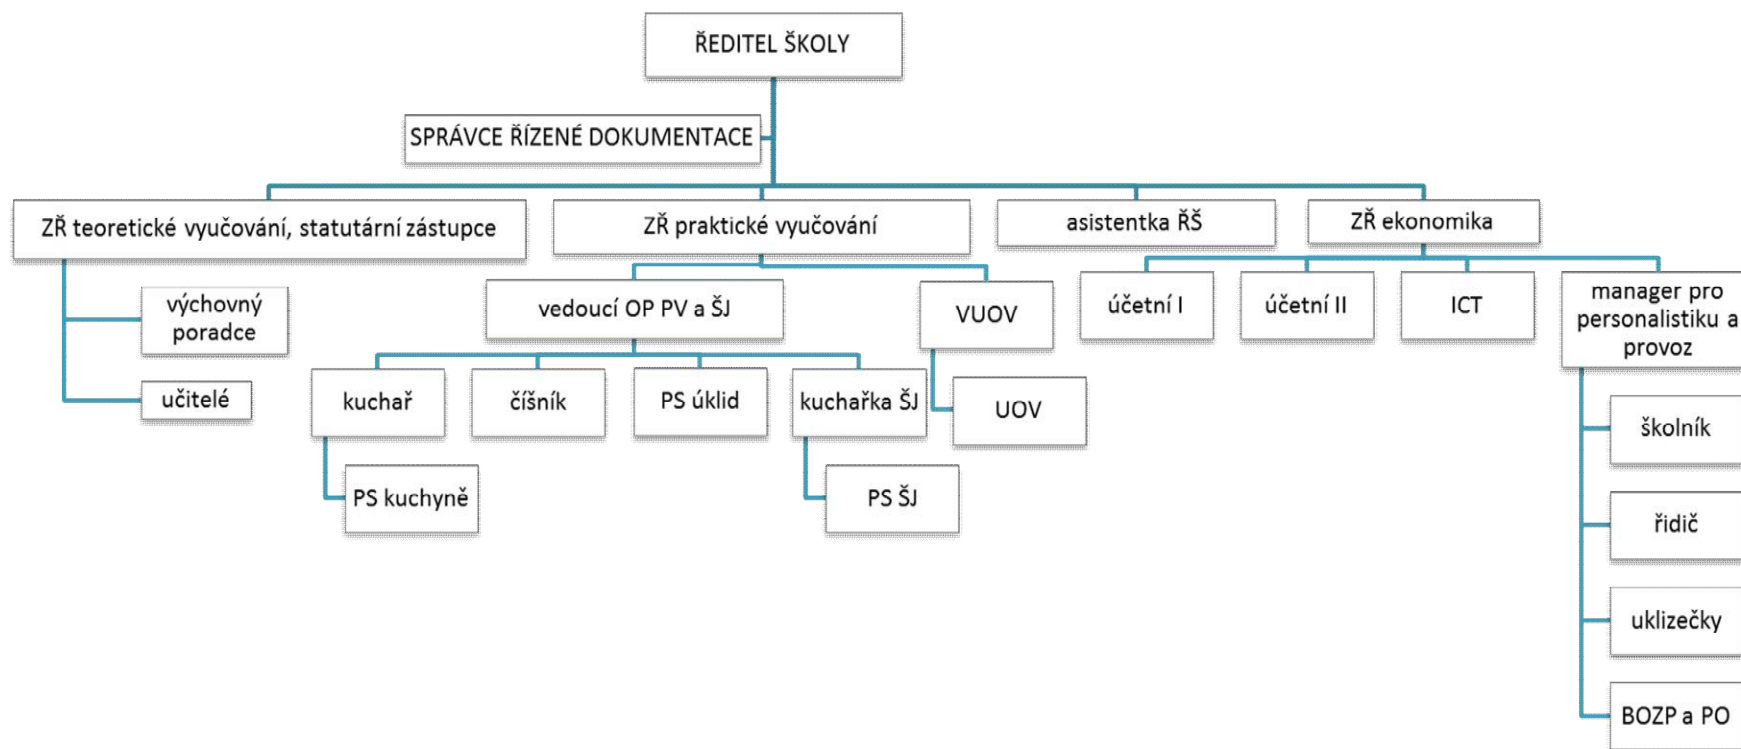 ŘEDITEL ŠKOLY
SPRÁVCE ŘÍZENÉ DOKUMENTACE
ZŘ teoretické vyučování, statutární zástupce
ZŘ praktické vyučování
asistentka ŘŠ
ZŘ ekonomika
výchovný
poradce
učitelé
vedoucí OP PV a ŠJ
VUOV
kuchař
číšník
PS úklid
kuchařka ŠJ
UOV
PS kuchyně
PS ŠJ
účetní I
účetní II
ICT
manager pro
personalistiku a
provoz
školník
řidič
uklizečky
BOZP a PO